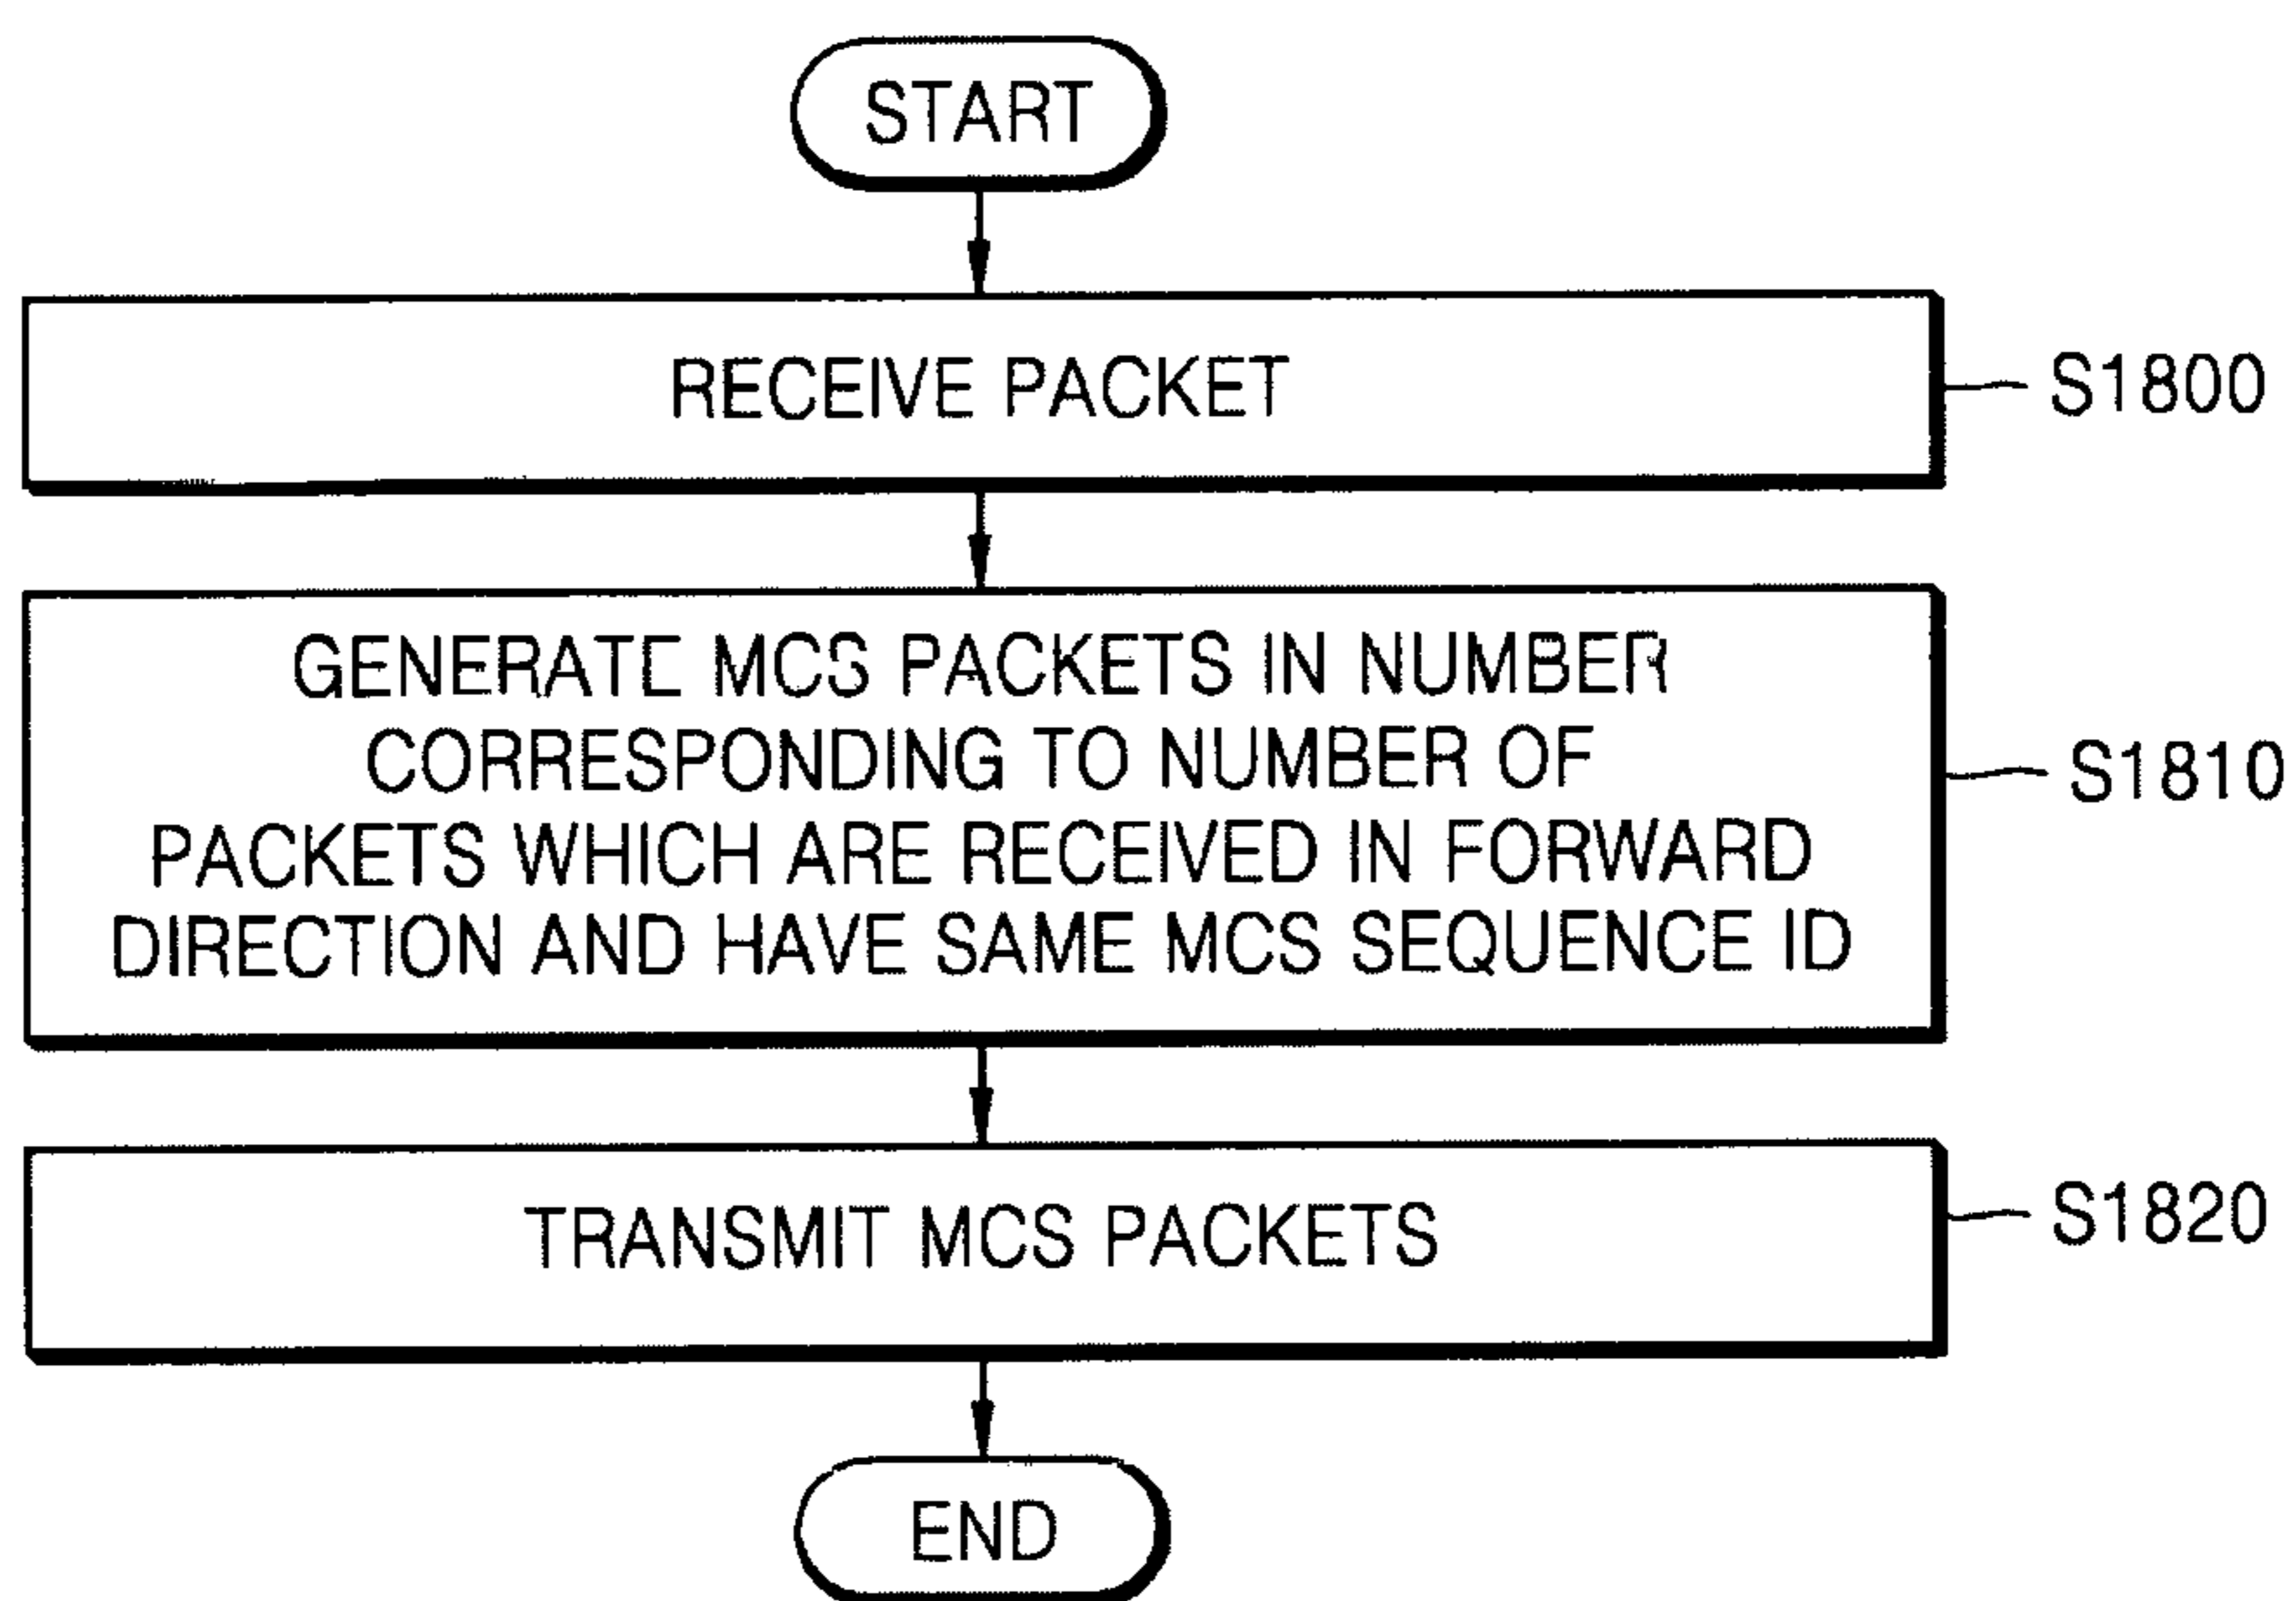 START
RECEIVE PACKET
S1800
GENERATE MCS PACKETS IN NUMBER
CORRESPONDING TO NUMBER OF
PACKETS WHICH ARE RECEIVED IN FORWARD
DIRECTION AND HAVE SAME MCS SEQUENCE ID
S1810
TRANSMIT MCS PACKETS
S1820
END